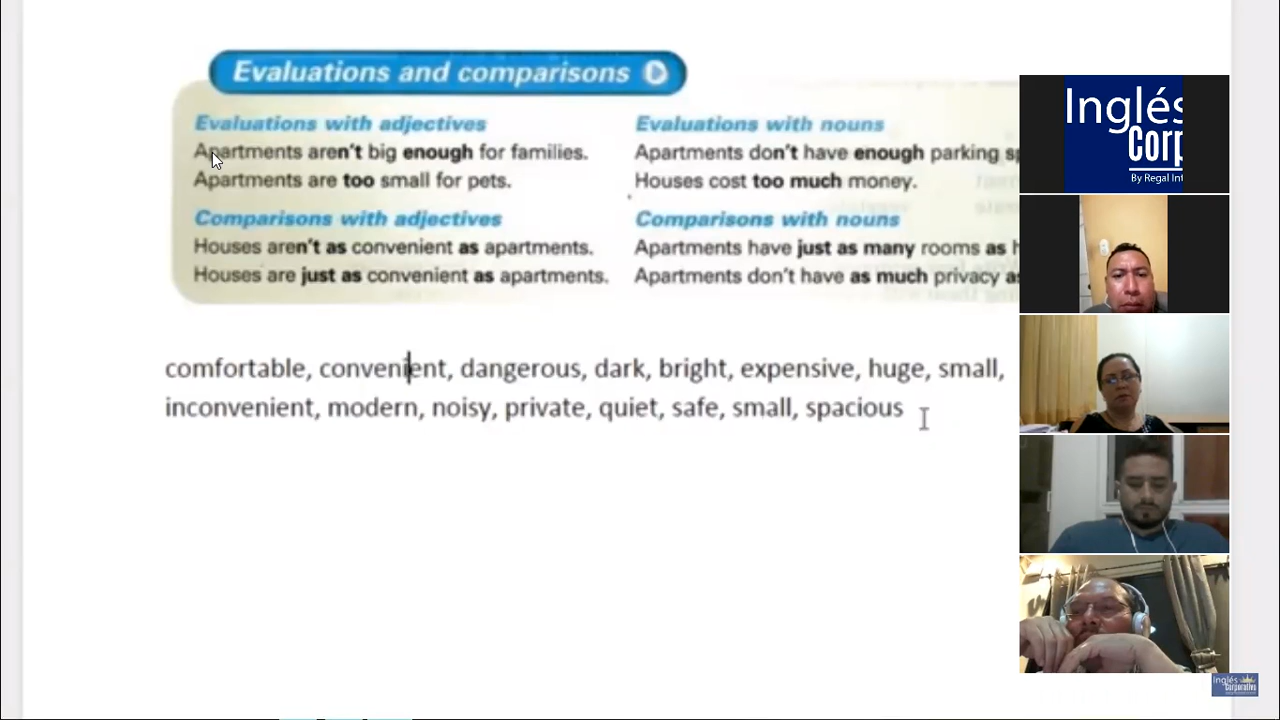 Evaluations and comparisons
Evaluations with adjectives
Apartments aren't big enough for families.
Apartments are too small for pets.
Comparisons with adjectives
Houses aren't as convenient as apartments.
Houses are just as convenient as apartments.
Evaluations with nouns
Apartments don't have enough parking
Houses cost too much money.
Comparisons with nouns
Apartments have just as many rooms as
Apartments don't have as much privacy
comfortable, convenient, dangerous, dark, bright, expensive, huge, small,
inconvenient, modern, noisy, private, quiet, safe, small, spacious
Inglés
Corp
By Regal Int
Inglés
Corporativo